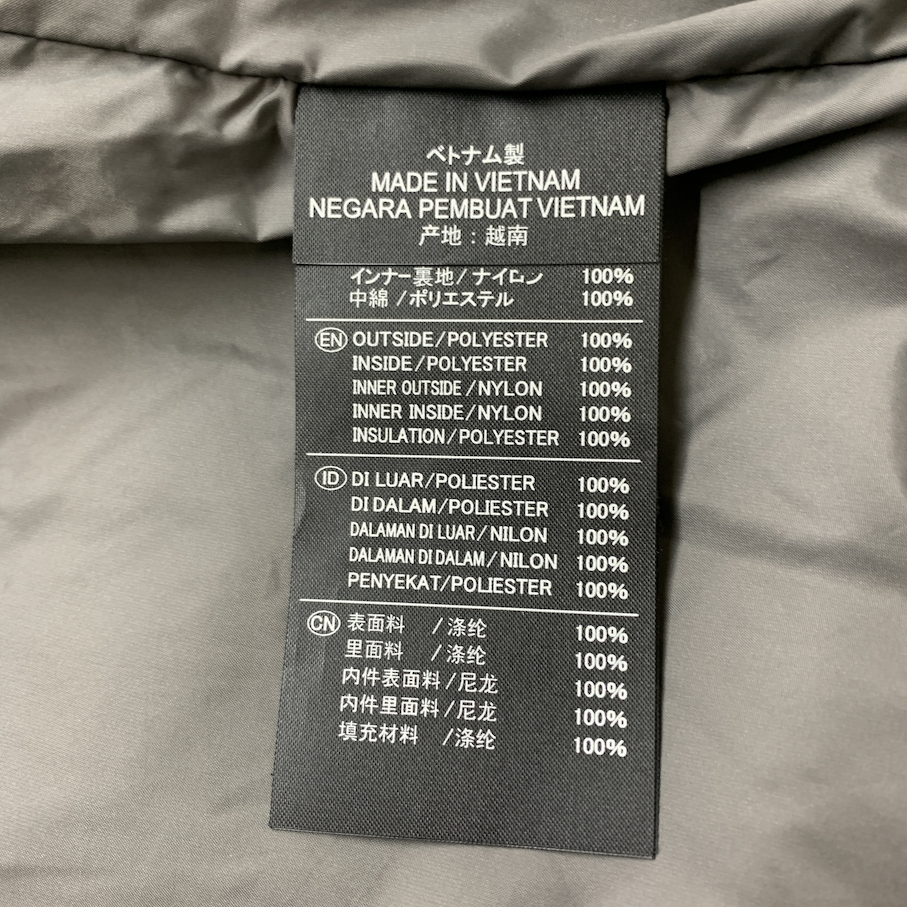 ベトナム製
MADE IN VIETNAM
NEGARA PEMBUAT VIETNAM
产地：越南
インナー裏地/ナイロン 100%
中綿/ポリエステル 100%
EN OUTSIDE/POLYESTER 100%
INSIDE/POLYESTER 100%
INNER OUTSIDE/NYLON 100%
INNER INSIDE/NYLON 100%
INSULATION/POLYESTER 100%
ID DI LUAR/POLIESTER 100%
DI DALAM/POLIESTER 100%
DALAMAN DI LUAR/NILON 100%
DALAMAN DI DALAM/NILON 100%
PENYEKAT/POLIESTER 100%
CN 表面料 /涤纶 100%
里面料 /涤纶 100%
内件表面料/尼龙 100%
内件里面料/尼龙 100%
填充材料 /涤纶 100%